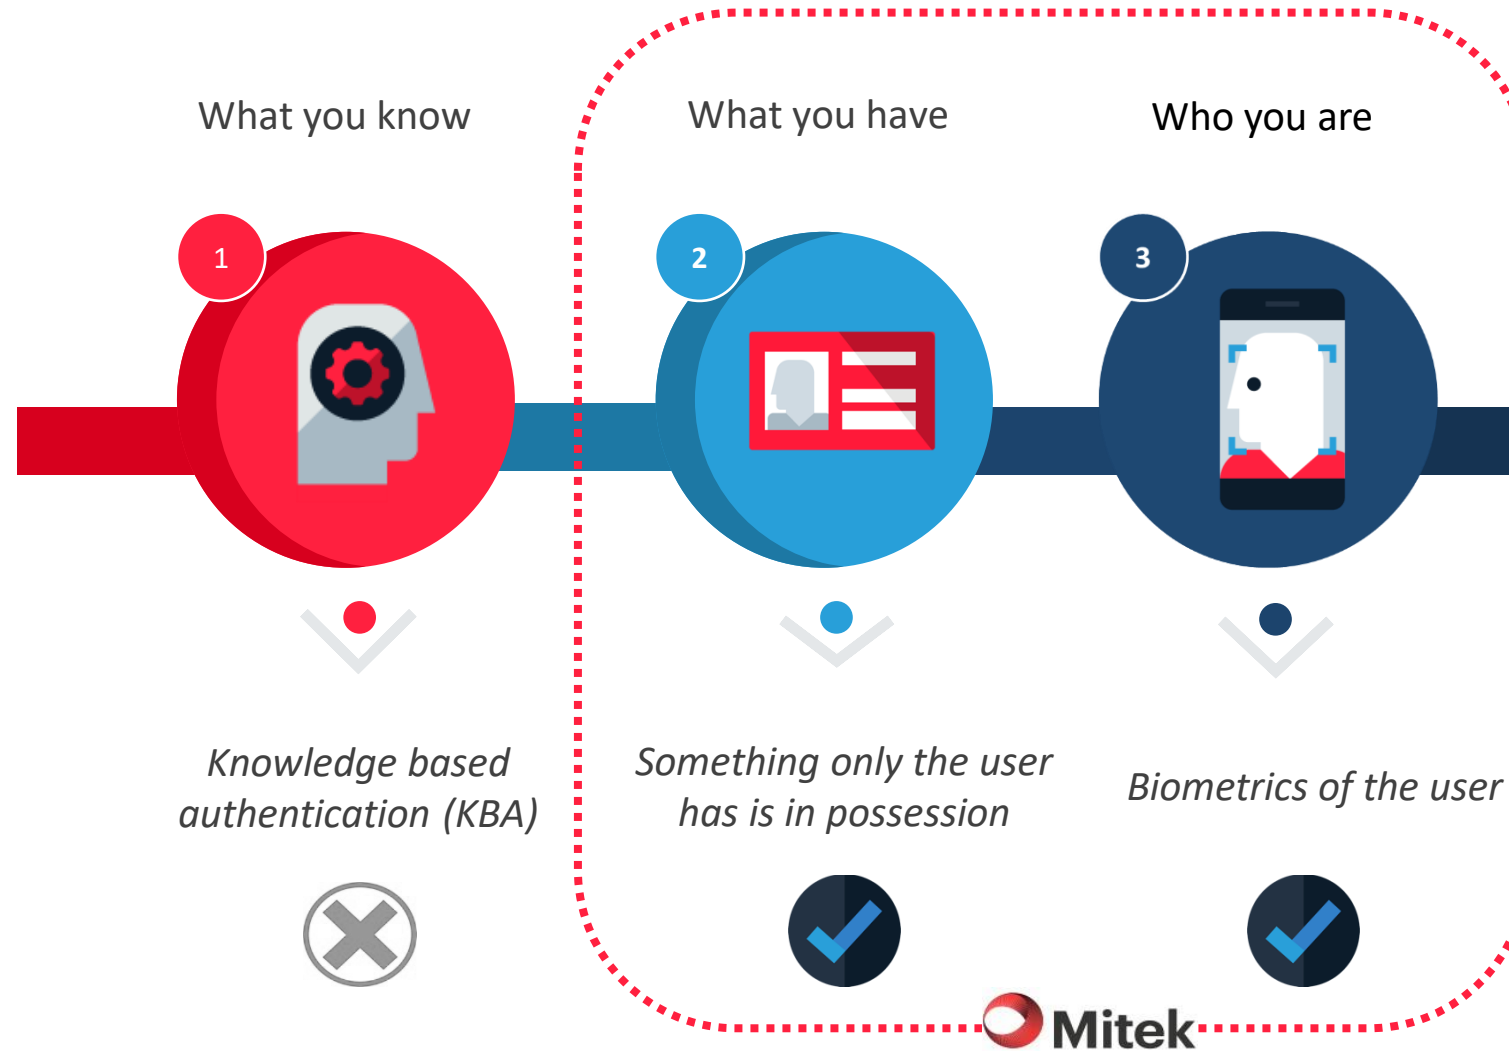 What you know
What you have
Who you are
1
2
3
Knowledge based
authentication (KBA)
Something only the user
has is in possession
Biometrics of the user
Mitek